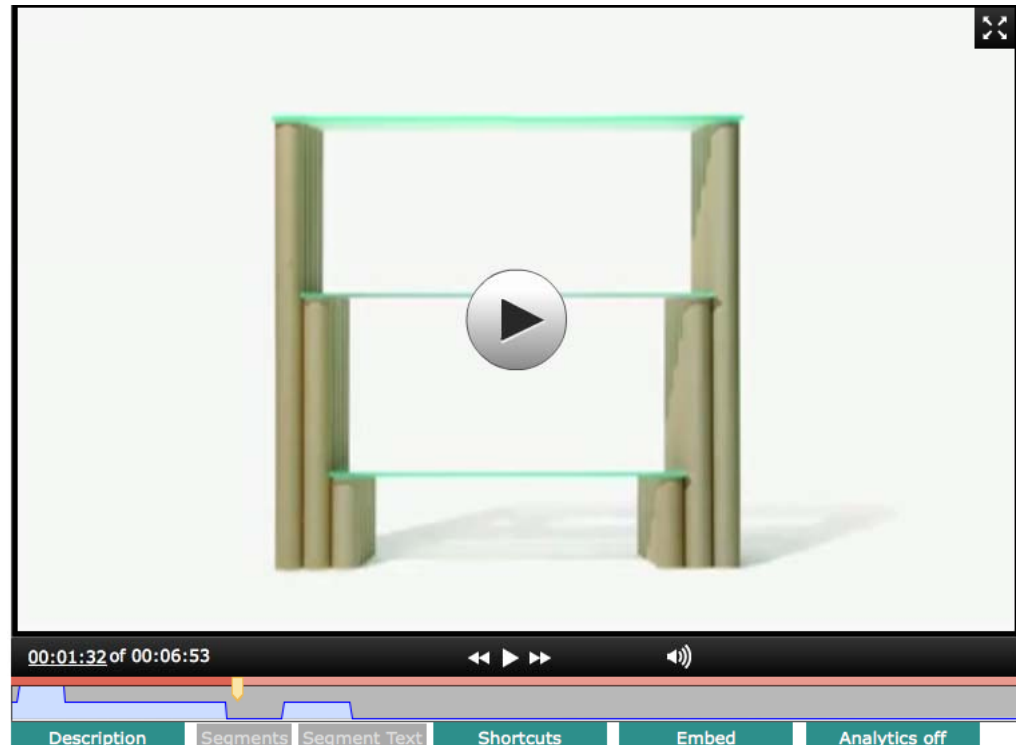 00:01:32 of 00:06:53
Description Segments Segment Text Shortcuts Embed Analytics off